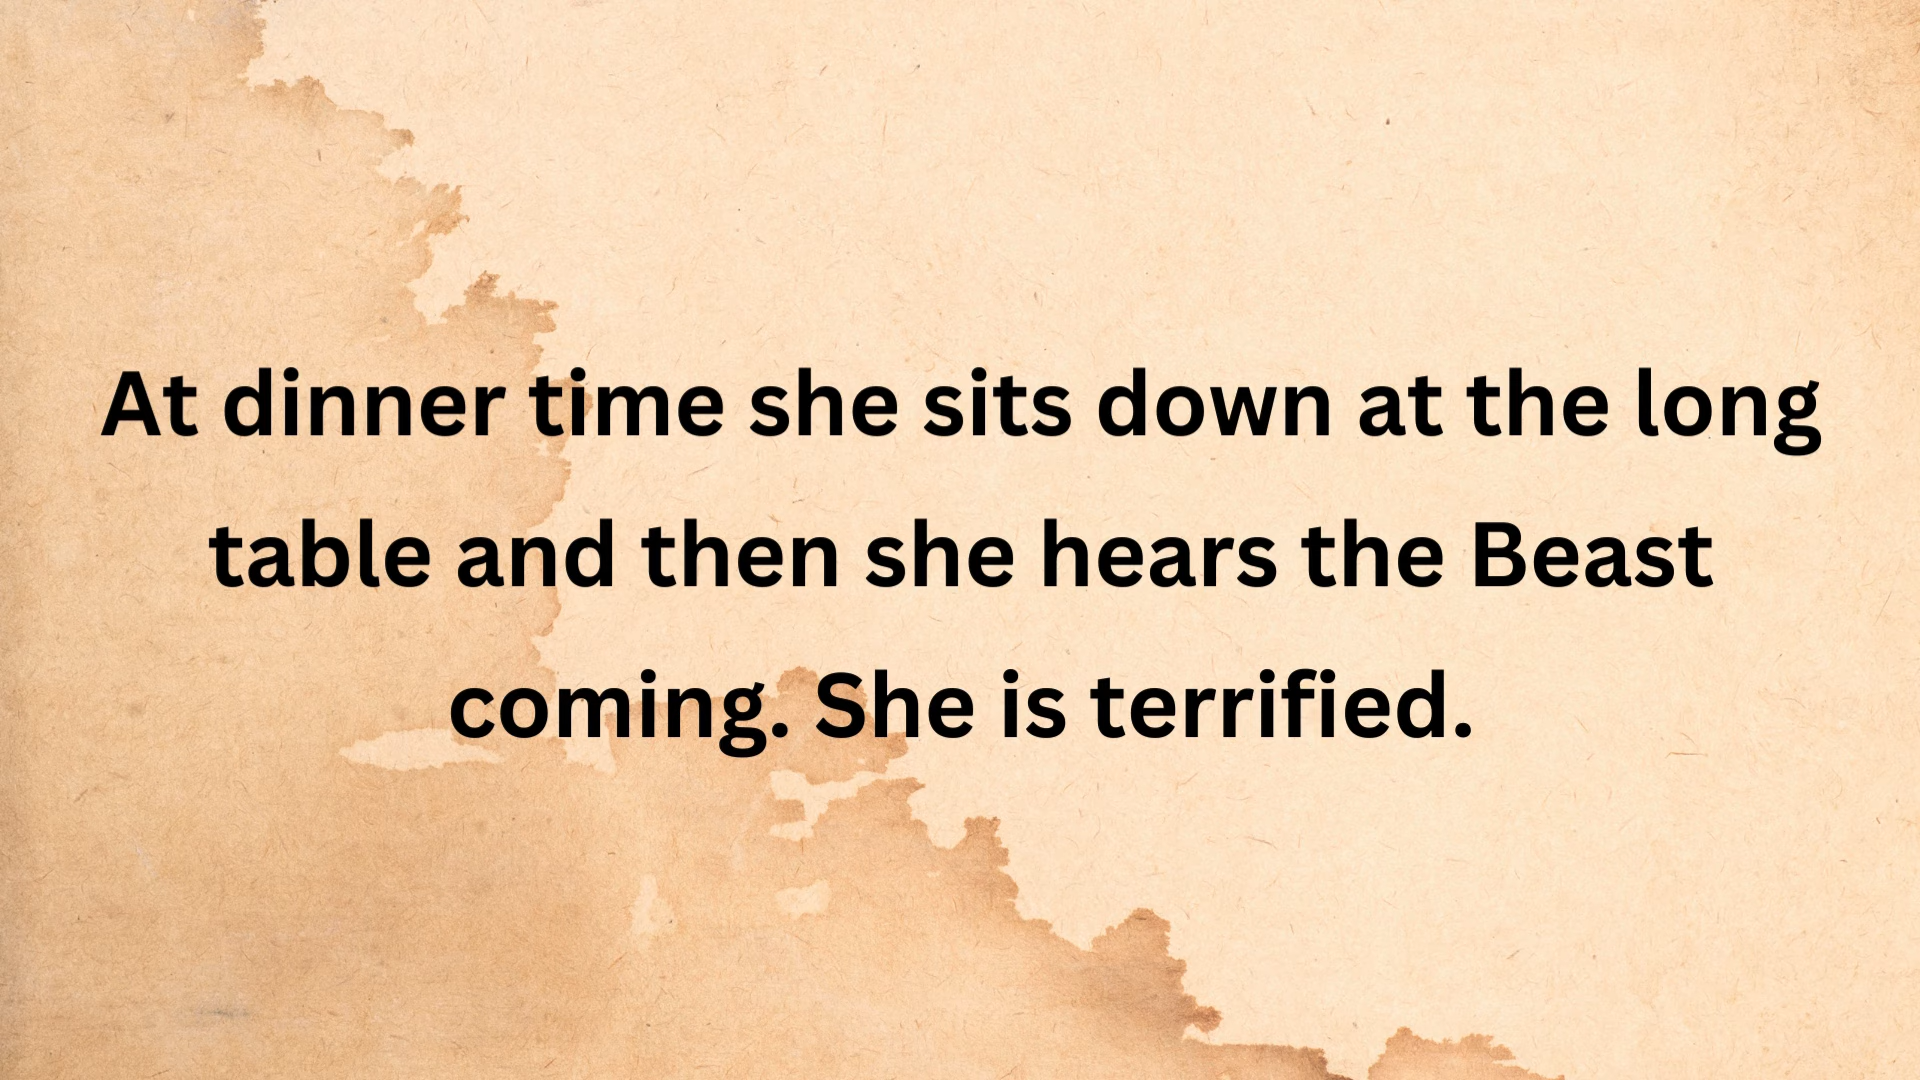 At dinner time she sits down at the long
table and then she hears the Beast
coming. She is terrified.